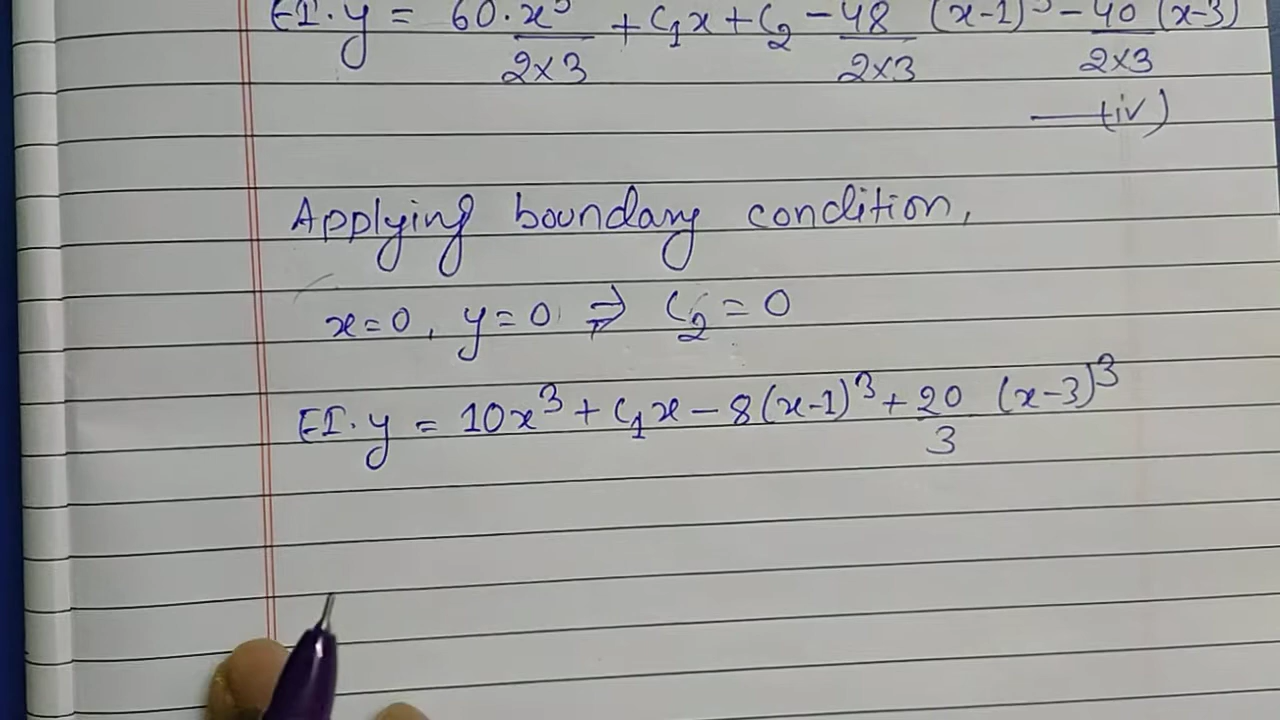 EI.y = 60.x³ + C₁x + C₂ - 48 (x-1)³ - 40 (x-3)
2×3 2×3 2×3
(iv)
Applying boundary condition,
x=0, y=0 ⇒ C₂ = 0
EI.y = 10x³ + C₁x - 8(x-1)³ + 20 (x-3)³
3